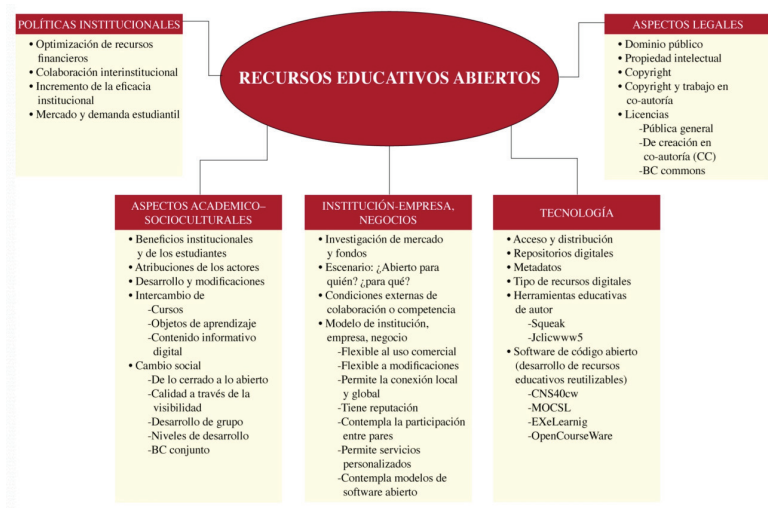 RECURSOS EDUCATIVOS ABIERTOS
POLÍTICAS INSTITUCIONALES
• Optimización de recursos
financieros
• Colaboración interinstitucional
• Incremento de la eficacia
institucional
• Mercado y demanda estudiantil
ASPECTOS LEGALES
• Dominio público
• Propiedad intelectual
• Copyright
• Copyright y trabajo en
co-autoría
• Licencias
-Pública general
-De creación en
co-autoría (CC)
-BC commons
ASPECTOS ACADEMICO–
SOCIOCULTURALES
• Beneficios institucionales
y de los estudiantes
• Atribuciones de los actores
• Desarrollo y modificaciones
• Intercambio de
-Cursos
-Objetos de aprendizaje
-Contenido informativo
digital
• Cambio social
-De lo cerrado a lo abierto
-Calidad a través de la
visibilidad
-Desarrollo de grupo
-Niveles de desarrollo
-BC conjunto
INSTITUCIÓN-EMPRESA,
NEGOCIOS
• Investigación de mercado
y fondos
• Escenario: ¿Abierto para
quién? ¿para qué?
• Condiciones externas de
colaboración o competencia
• Modelo de institución,
empresa, negocio
-Flexible al uso comercial
-Flexible a modificaciones
-Permite la conexión local
y global
-Tiene reputación
-Contempla la participación
entre pares
-Permite servicios
personalizados
-Contempla modelos de
software abierto
TECNOLOGÍA
• Acceso y distribución
• Repositorios digitales
• Metadatos
• Tipo de recursos digitales
• Herramientas educativas
de autor
-Squeak
-Jclicwww5
• Software de código abierto
(desarrollo de recursos
educativos reutilizables)
-CNS40cw
-MOCSL
-EXeLearnig
-OpenCourseWare